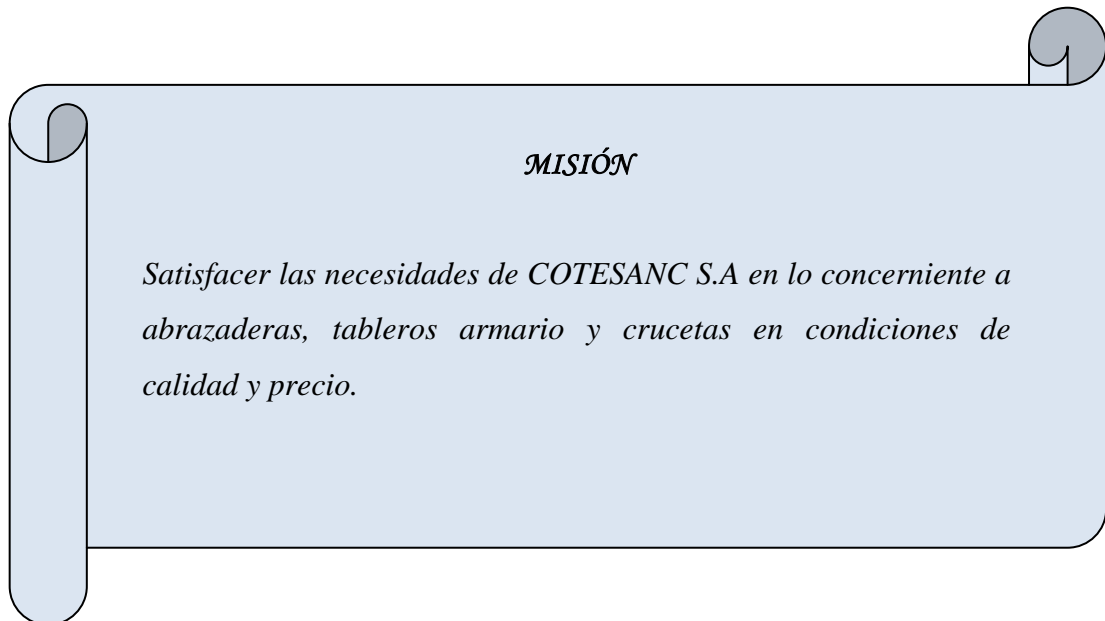 MISIÓN
Satisfacer las necesidades de COTESANC S.A en lo concerniente a
abrazaderas, tableros armario y crucetas en condiciones de
calidad y precio.